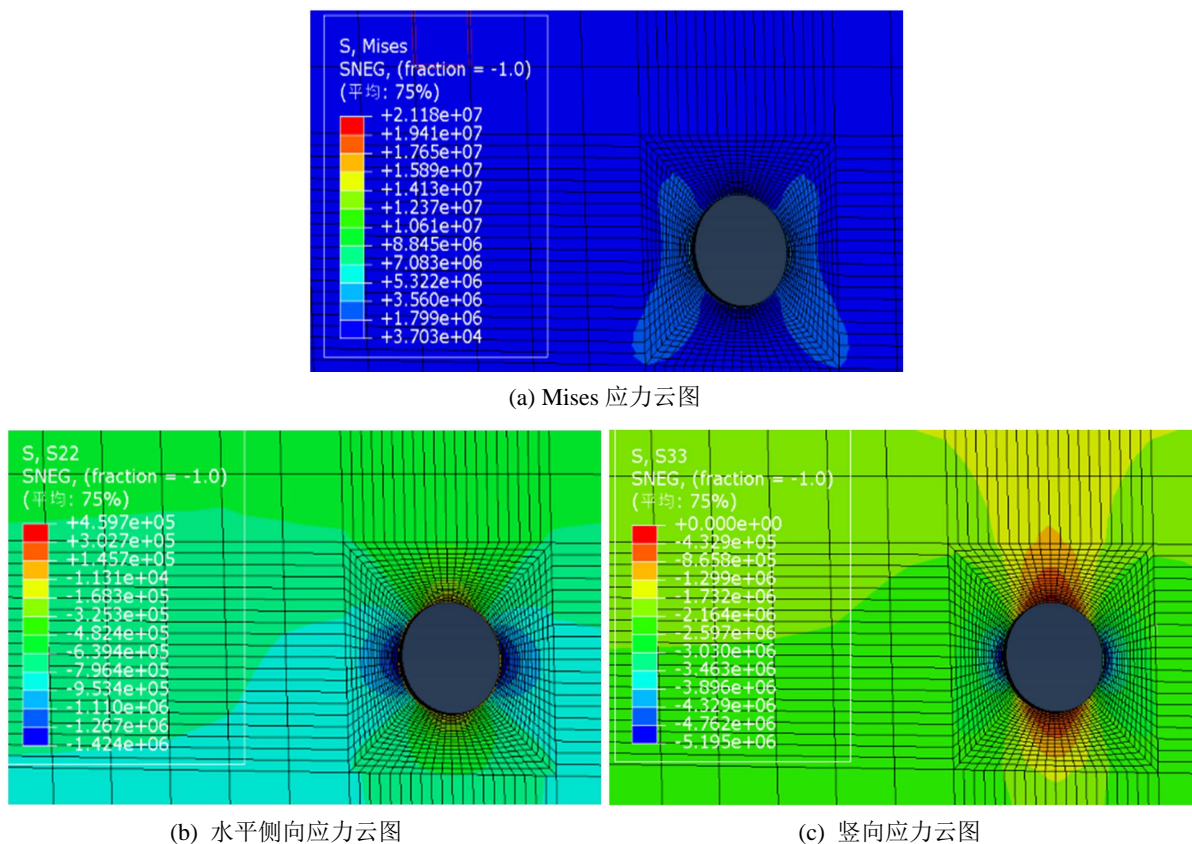 S, Mises
SNEG, (fraction = -1.0)
(平均: 75%)
+2.118e+07
+1.941e+07
+1.765e+07
+1.589e+07
+1.413e+07
+1.237e+07
+1.061e+07
+8.845e+06
+7.083e+06
+5.322e+06
+3.560e+06
+1.799e+06
+3.703e+04
(a) Mises 应力云图
S, S22
SNEG, (fraction = -1.0)
(平均: 75%)
+4.597e+05
+3.027e+05
+1.457e+05
-1.131e+04
-1.683e+05
-3.253e+05
-4.824e+05
-6.394e+05
-7.964e+05
-9.534e+05
-1.110e+06
-1.267e+06
-1.424e+06
(b) 水平侧向应力云图
S, S33
SNEG, (fraction = -1.0)
(平均: 75%)
+0.000e+00
-4.329e+05
-8.658e+05
-1.299e+06
-1.732e+06
-2.164e+06
-2.597e+06
-3.030e+06
-3.463e+06
-3.896e+06
-4.329e+06
-4.762e+06
-5.195e+06
(c) 竖向应力云图